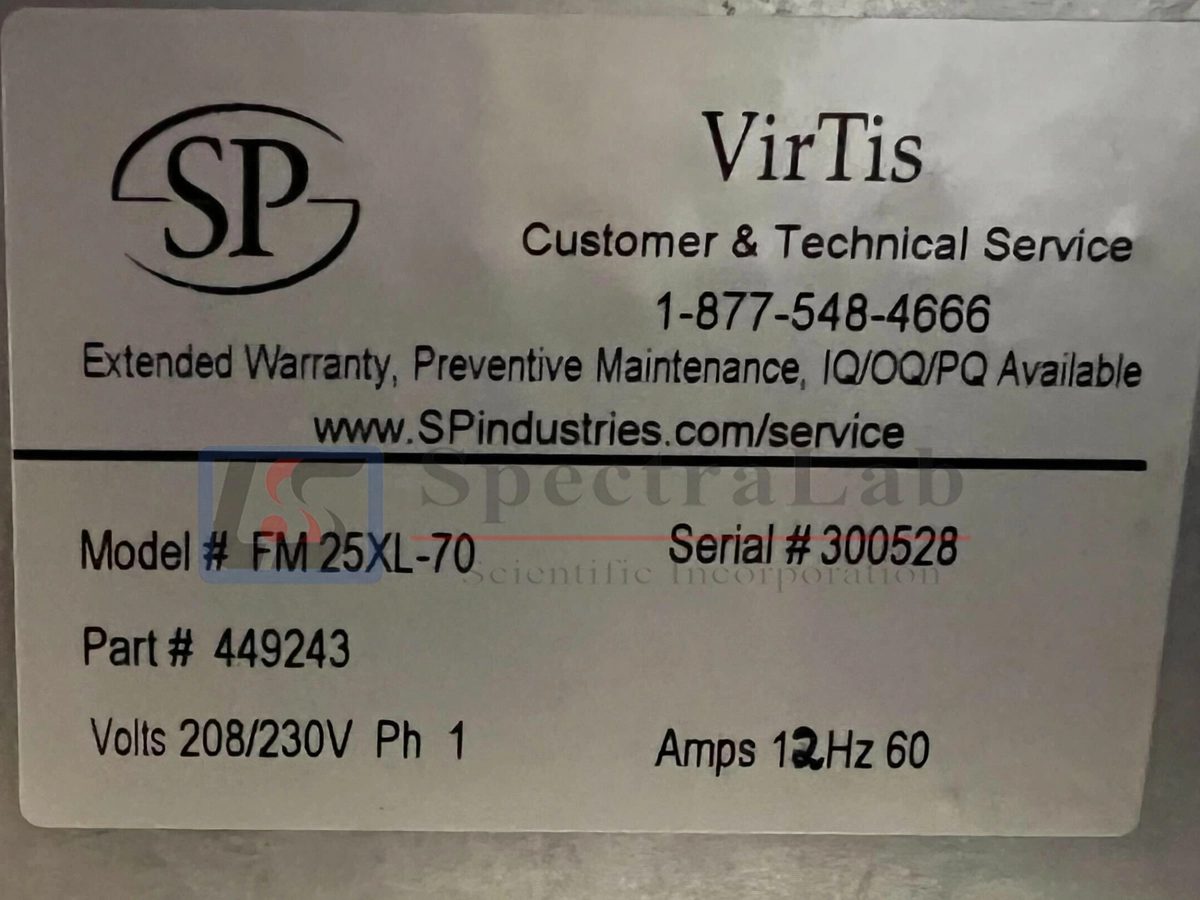 SP
VirTis
Customer & Technical Service
1-877-548-4666
Extended Warranty, Preventive Maintenance, IQ/OQ/PQ Available
www.SPindustries.com/service
SpectraLab
Scientific Incorporation
Model # FM 25XL-70 Serial # 300528
Part # 449243
Volts 208/230V Ph 1 Amps 12 Hz 60